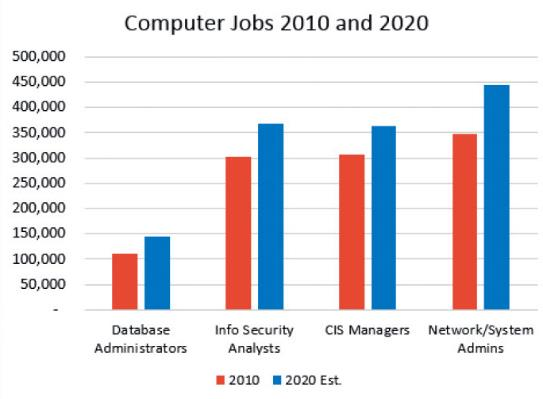 Computer Jobs 2010 and 2020
500,000
450,000
400,000
350,000
300,000
250,000
200,000
150,000
100,000
50,000
-
Database Info Security CIS Managers Network/System
Administrators Analysts Admins
2010 2020 Est.